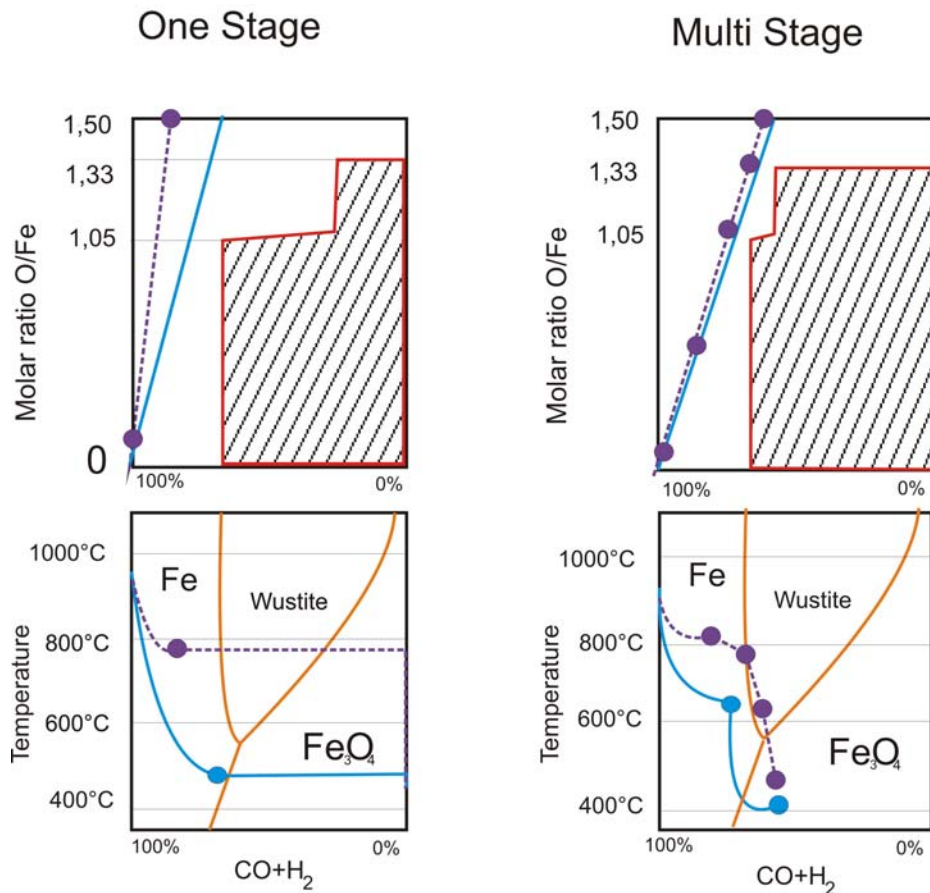 One Stage
Multi Stage
1,50
1,33
1,05
0
Molar ratio O/Fe
100%
0%
1,50
1,33
1,05
0
Molar ratio O/Fe
100%
0%
1000°C
800°C
600°C
400°C
Temperature
Fe
Wustite
Fe₃O₄
100%
0%
CO+H₂
1000°C
800°C
600°C
400°C
Temperature
Fe
Wustite
Fe₃O₄
100%
0%
CO+H₂